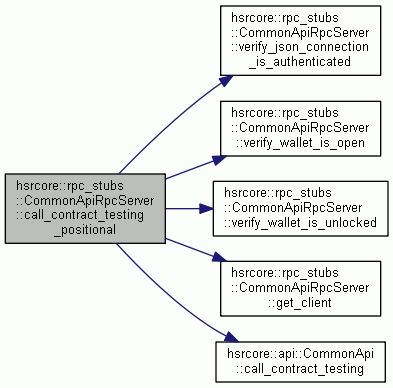 hsrcore::rpc_stubs
::CommonApiRpcServer
::call_contract_testing
_positional
hsrcore::rpc_stubs
::CommonApiRpcServer
::verify_json_connection
_is_authenticated
hsrcore::rpc_stubs
::CommonApiRpcServer
::verify_wallet_is_open
hsrcore::rpc_stubs
::CommonApiRpcServer
::verify_wallet_is_unlocked
hsrcore::rpc_stubs
::CommonApiRpcServer
::get_client
hsrcore::api::CommonApi
::call_contract_testing